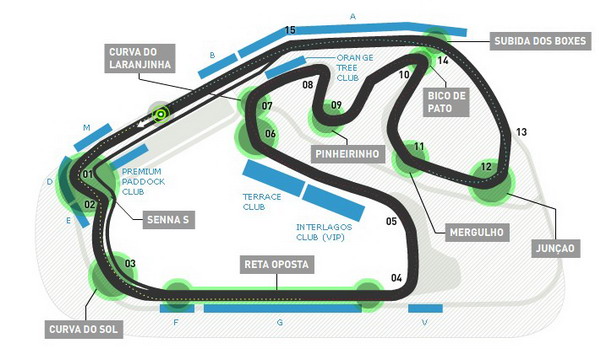 15
A
CURVA DO
LARANJINHA
B
ORANGE
TREE
CLUB
SUBIDA DOS BOXES
14
10
08
07
09
BICO DE
PATO
M
06
PINHEIRINHO
13
11
12
D
01
PREMIUM
PADDOCK
CLUB
02
E
SENNA S
TERRACE
CLUB
INTERLAGOS
CLUB (VIP)
05
MERGULHO
JUNÇAO
03
RETA OPOSTA
04
CURVA DO SOL
F
G
V